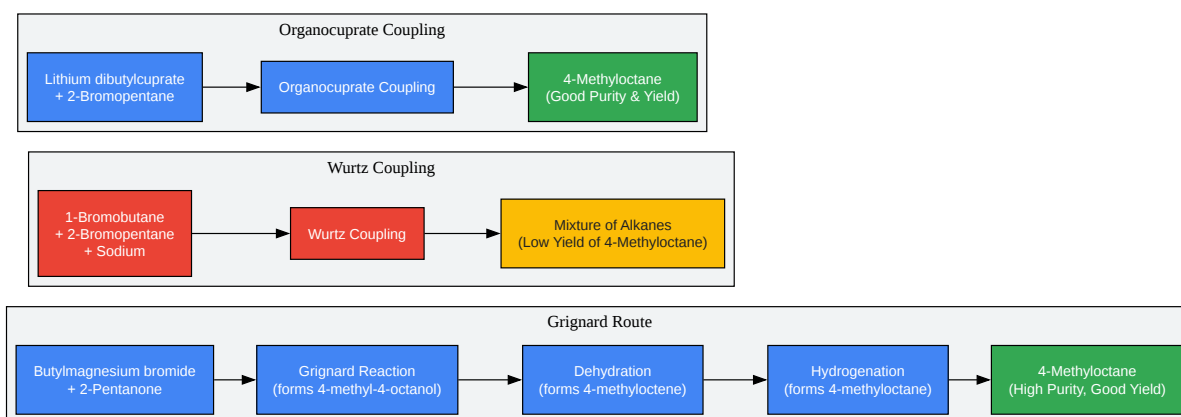 Organocuprate Coupling
Lithium dibutylcuprate
+ 2-Bromopentane
Organocuprate Coupling
4-Methyloctane
(Good Purity & Yield)
Wurtz Coupling
1-Bromobutane
+ 2-Bromopentane
+ Sodium
Wurtz Coupling
Mixture of Alkanes
(Low Yield of 4-Methyloctane)
Grignard Route
Butylmagnesium bromide
+ 2-Pentanone
Grignard Reaction
(forms 4-methyl-4-octanol)
Dehydration
(forms 4-methyloctene)
Hydrogenation
(forms 4-methyloctane)
4-Methyloctane
(High Purity, Good Yield)